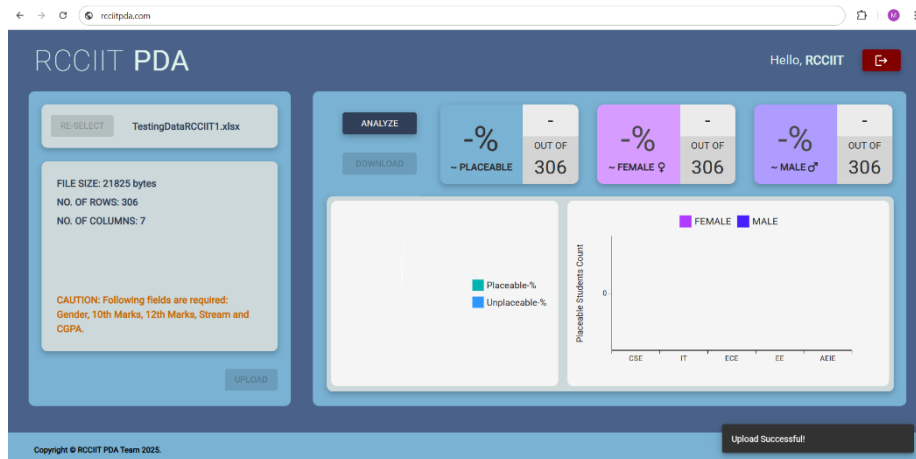 rcciitpda.com
M
RCCIIT PDA
Hello, RCCIIT
RE-SELECT
TestingDataRCCIIT1.xlsx
FILE SIZE: 21825 bytes
NO. OF ROWS: 306
NO. OF COLUMNS: 7
CAUTION: Following fields are required:
Gender, 10th Marks, 12th Marks, Stream and
CGPA.
UPLOAD
ANALYZE
DOWNLOAD
-%
~ PLACEABLE
-
OUT OF
306
-%
~ FEMALE ♀
-
OUT OF
306
-%
~ MALE ♂
-
OUT OF
306
Placeable-%
Unplaceable-%
FEMALE MALE
Placeable Students Count
0
CSE IT ECE EE AEIE
Upload Successful!
Copyright © RCCIIT PDA Team 2025.